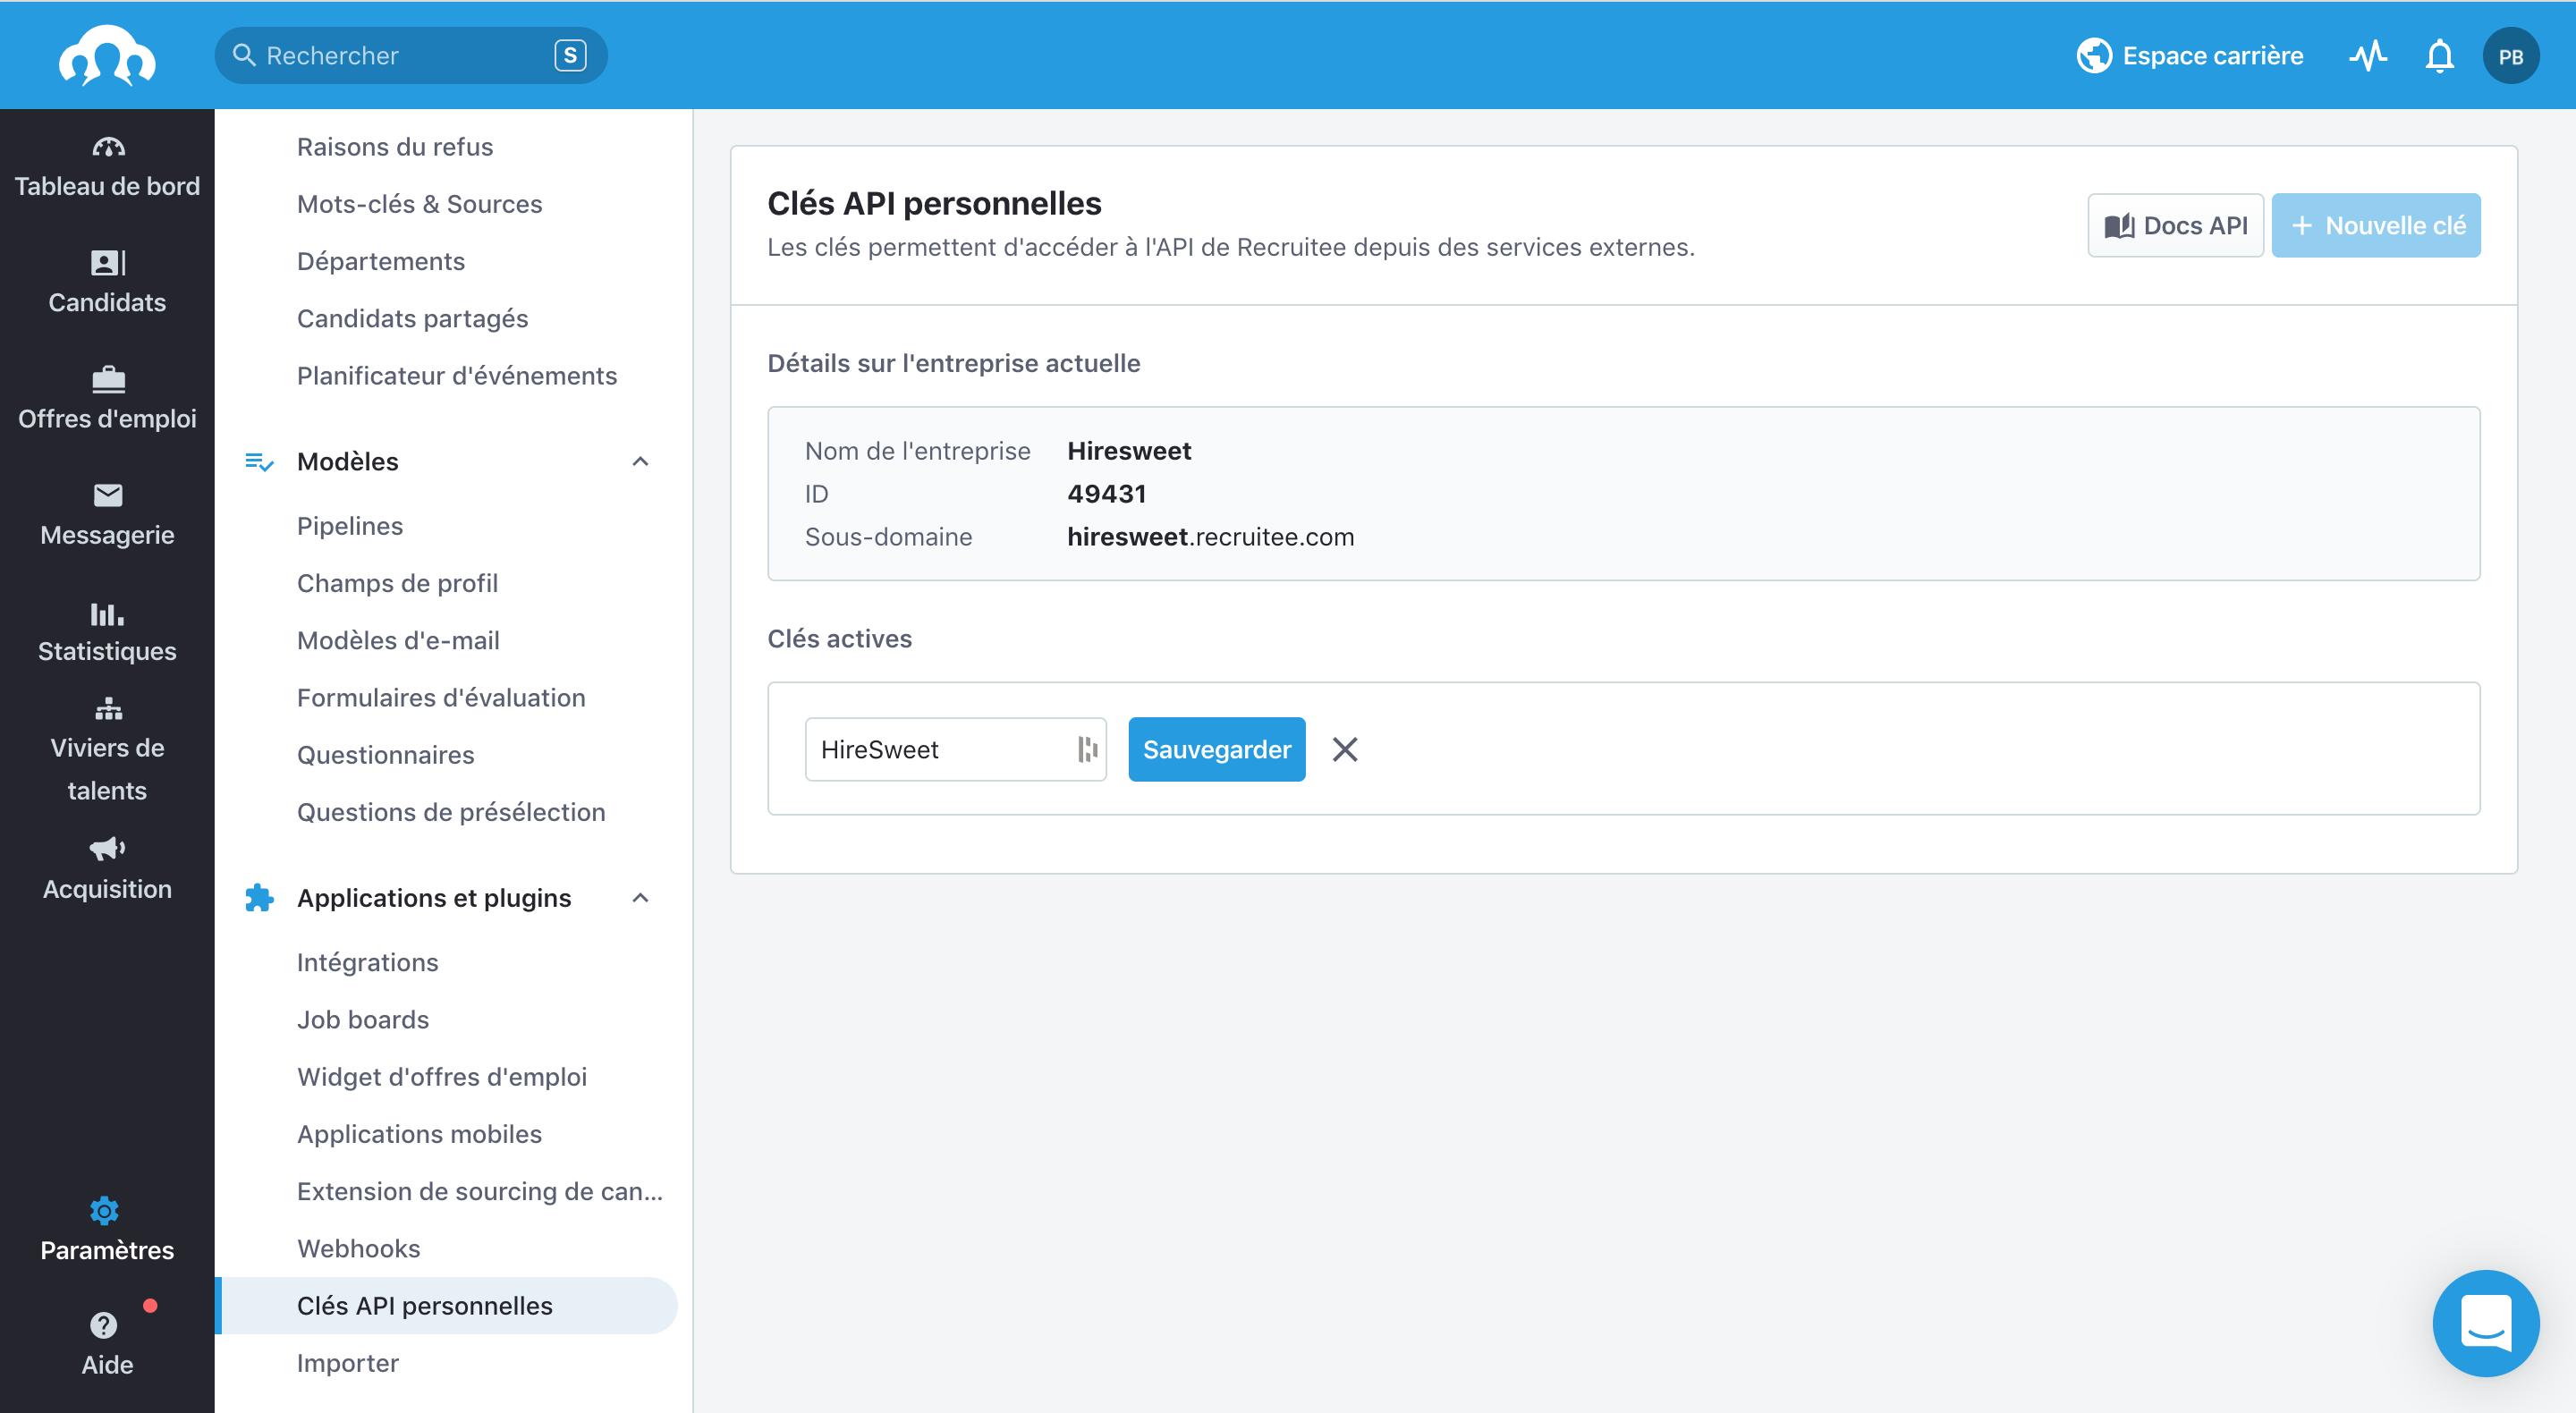 Rechercher
S
Espace carrière
PB
Tableau de bord
Candidats
Offres d'emploi
Messagerie
Statistiques
Viviers de
talents
Acquisition
Paramètres
Aide
Raisons du refus
Mots-clés & Sources
Départements
Candidats partagés
Planificateur d'événements
Modèles
Pipelines
Champs de profil
Modèles d'e-mail
Formulaires d'évaluation
Questionnaires
Questions de présélection
Applications et plugins
Intégrations
Job boards
Widget d'offres d'emploi
Applications mobiles
Extension de sourcing de can...
Webhooks
Clés API personnelles
Importer
Clés API personnelles
Les clés permettent d'accéder à l'API de Recruitee depuis des services externes.
Docs API
+ Nouvelle clé
Détails sur l'entreprise actuelle
Nom de l'entreprise Hiresweet
ID 49431
Sous-domaine hiresweet.recruitee.com
Clés actives
HireSweet
Sauvegarder